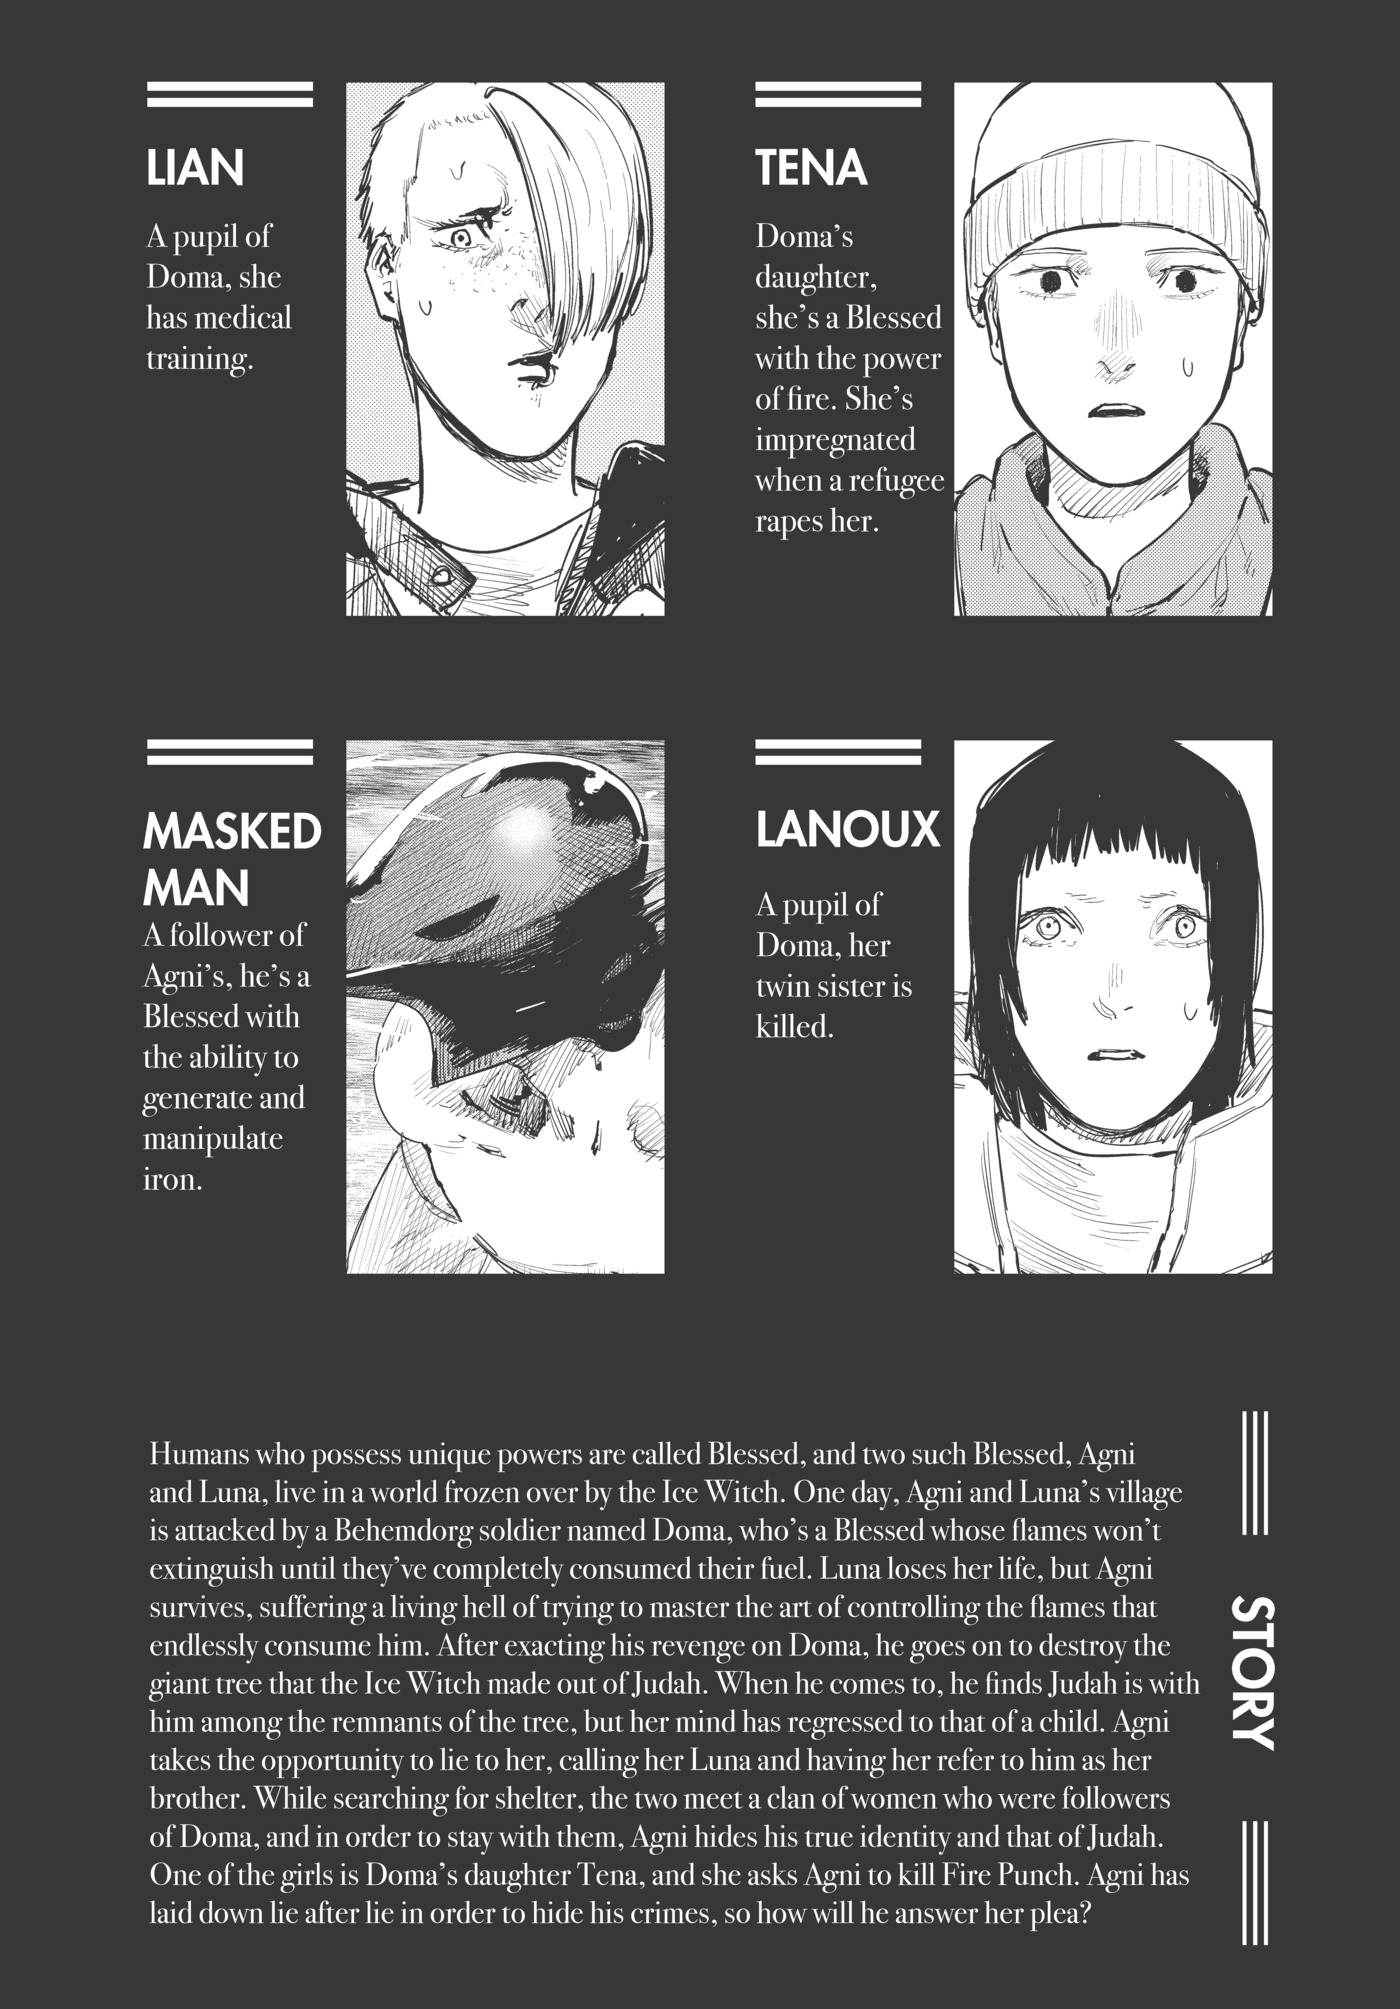 LIAN
A pupil of
Doma, she
has medical
training.
TENA
Doma's
daughter,
she's a Blessed
with the power
of fire. She's
impregnated
when a refugee
rapes her.
MASKED
MAN
A follower of
Agni's, he's a
Blessed with
the ability to
generate and
manipulate
iron.
LANOUX
A pupil of
Doma, her
twin sister is
killed.
STORY
Humans who possess unique powers are called Blessed, and two such Blessed, Agni
and Luna, live in a world frozen over by the Ice Witch. One day, Agni and Luna's village
is attacked by a Behemdorg soldier named Doma, who's a Blessed whose flames won't
extinguish until they've completely consumed their fuel. Luna loses her life, but Agni
survives, suffering a living hell of trying to master the art of controlling the flames that
endlessly consume him. After exacting his revenge on Doma, he goes on to destroy the
giant tree that the Ice Witch made out of Judah. When he comes to, he finds Judah is with
him among the remnants of the tree, but her mind has regressed to that of a child. Agni
takes the opportunity to lie to her, calling her Luna and having her refer to him as her
brother. While searching for shelter, the two meet a clan of women who were followers
of Doma, and in order to stay with them, Agni hides his true identity and that of Judah.
One of the girls is Doma's daughter Tena, and she asks Agni to kill Fire Punch. Agni has
laid down lie after lie in order to hide his crimes, so how will he answer her plea?